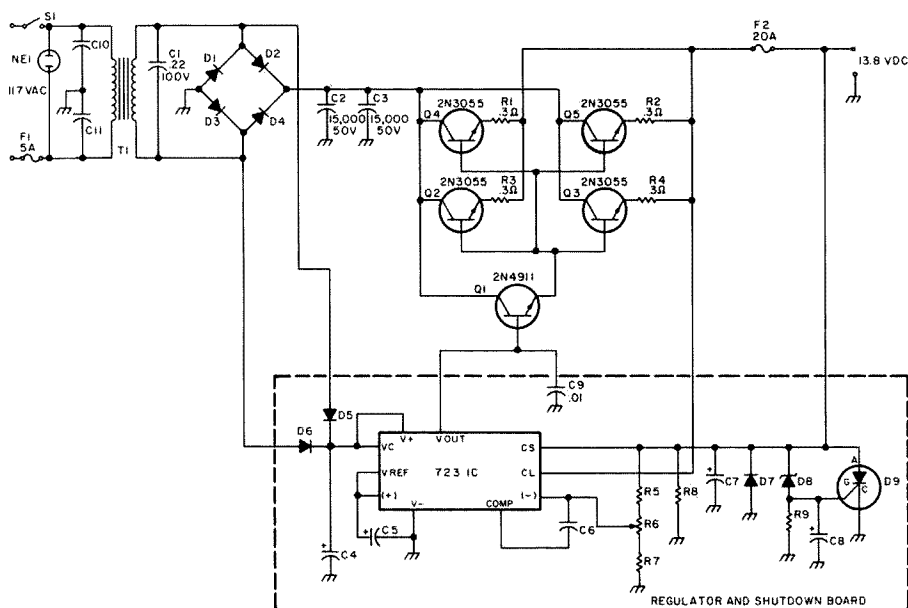 S1
F2
20A
C10
NE1
C1
.22
100V
D1
D2
117VAC
13.8 VDC
C11
D3
D4
C2
C3
15,000
50V
15,000
50V
F1
5A
T1
2N3055
Q4
R1
.3Ω
2N3055
Q5
R2
.3Ω
2N3055
Q2
R3
.3Ω
2N3055
Q3
R4
.3Ω
2N4911
Q1
C9
.01
D5
D6
V+
VC
VOUT
CS
VREF
723 IC
CL
(+)
(-)
V-
COMP
C5
C4
C6
R5
R6
R7
R8
C7
D7
D8
R9
C8
A
G
C
D9
REGULATOR AND SHUTDOWN BOARD
+
+
+
+